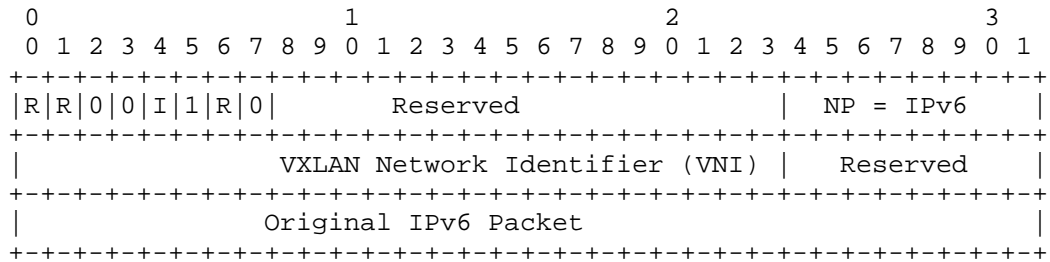 0                   1                   2                   3
 0 1 2 3 4 5 6 7 8 9 0 1 2 3 4 5 6 7 8 9 0 1 2 3 4 5 6 7 8 9 0 1
+-+-+-+-+-+-+-+-+-+-+-+-+-+-+-+-+-+-+-+-+-+-+-+-+-+-+-+-+-+-+-+-+
|R|R|0|0|I|1|R|0|       Reserved                |  NP = IPv6    |
+-+-+-+-+-+-+-+-+-+-+-+-+-+-+-+-+-+-+-+-+-+-+-+-+-+-+-+-+-+-+-+-+
|                VXLAN Network Identifier (VNI) |   Reserved    |
+-+-+-+-+-+-+-+-+-+-+-+-+-+-+-+-+-+-+-+-+-+-+-+-+-+-+-+-+-+-+-+-+
|               Original IPv6 Packet                            |
+-+-+-+-+-+-+-+-+-+-+-+-+-+-+-+-+-+-+-+-+-+-+-+-+-+-+-+-+-+-+-+-+